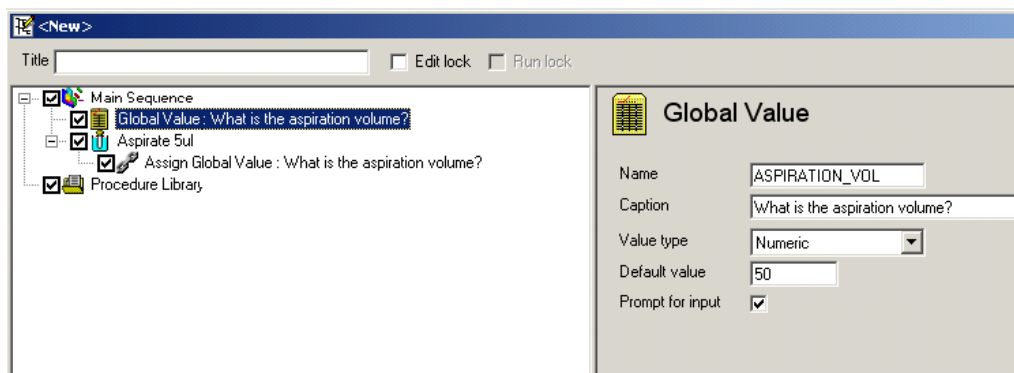 <New>
Title Edit lock Run lock
Main Sequence
Global Value : What is the aspiration volume?
Aspirate 5ul
Assign Global Value : What is the aspiration volume?
Procedure Library
Global Value
Name ASPIRATION_VOL
Caption What is the aspiration volume?
Value type Numeric
Default value 50
Prompt for input